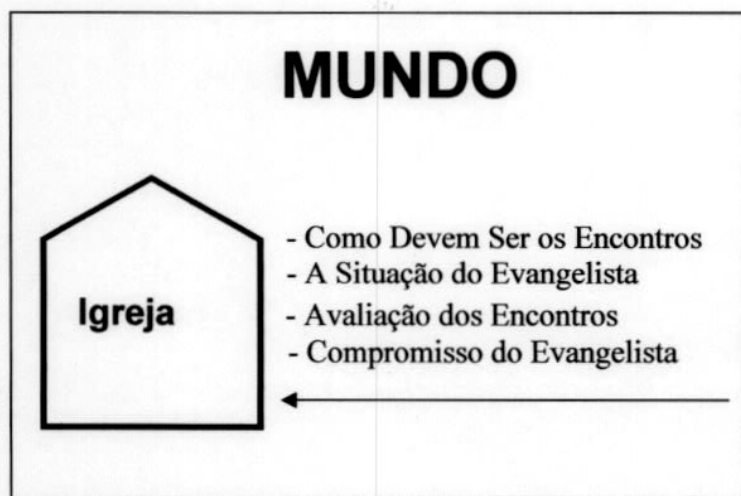 MUNDO
- Como Devem Ser os Encontros
- A Situação do Evangelista
Igreja
- Avaliação dos Encontros
- Compromisso do Evangelista